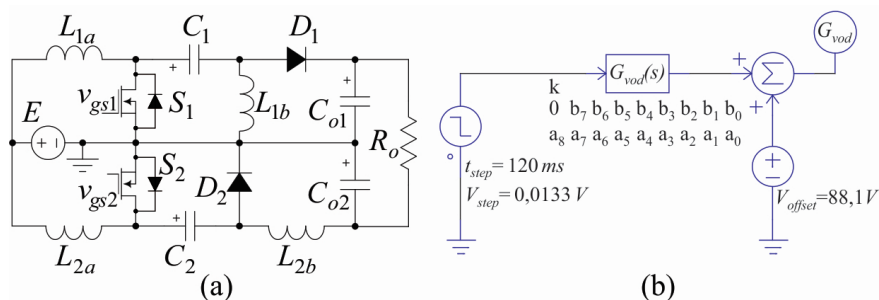 L1a
C1
D1
vgs1
S1
L1b
Co1
E
Ro
vgs2
S2
D2
Co2
L2a
C2
L2b
(a)
Gvod
Gvod(s)
+
Σ
k
0 b7 b6 b5 b4 b3 b2 b1 b0
a8 a7 a6 a5 a4 a3 a2 a1 a0
+
tstep= 120 ms
Vstep= 0,0133 V
Voffset=88,1V
(b)